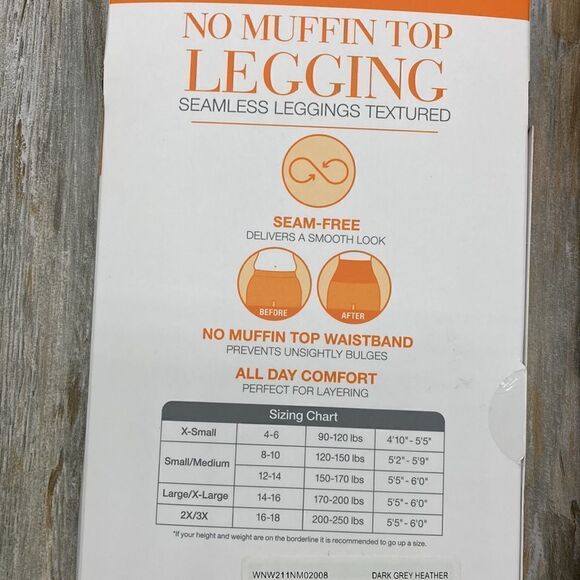 NO MUFFIN TOP
LEGGING
SEAMLESS LEGGINGS TEXTURED
SEAM-FREE
DELIVERS A SMOOTH LOOK
BEFORE
AFTER
NO MUFFIN TOP WAISTBAND
PREVENTS UNSIGHTLY BULGES
ALL DAY COMFORT
PERFECT FOR LAYERING
Sizing Chart
X-Small 4-6 90-120 lbs 4'10" - 5'5"
Small/Medium 8-10 120-150 lbs 5'2" - 5'9"
12-14 150-170 lbs 5'5" - 6'0"
Large/X-Large 14-16 170-200 lbs 5'5" - 6'0"
2X/3X 16-18 200-250 lbs 5'5" - 6'0"
*If your height and weight are on the borderline it is recommended to go up a size.
WNW211NM02008 DARK GREY HEATHER